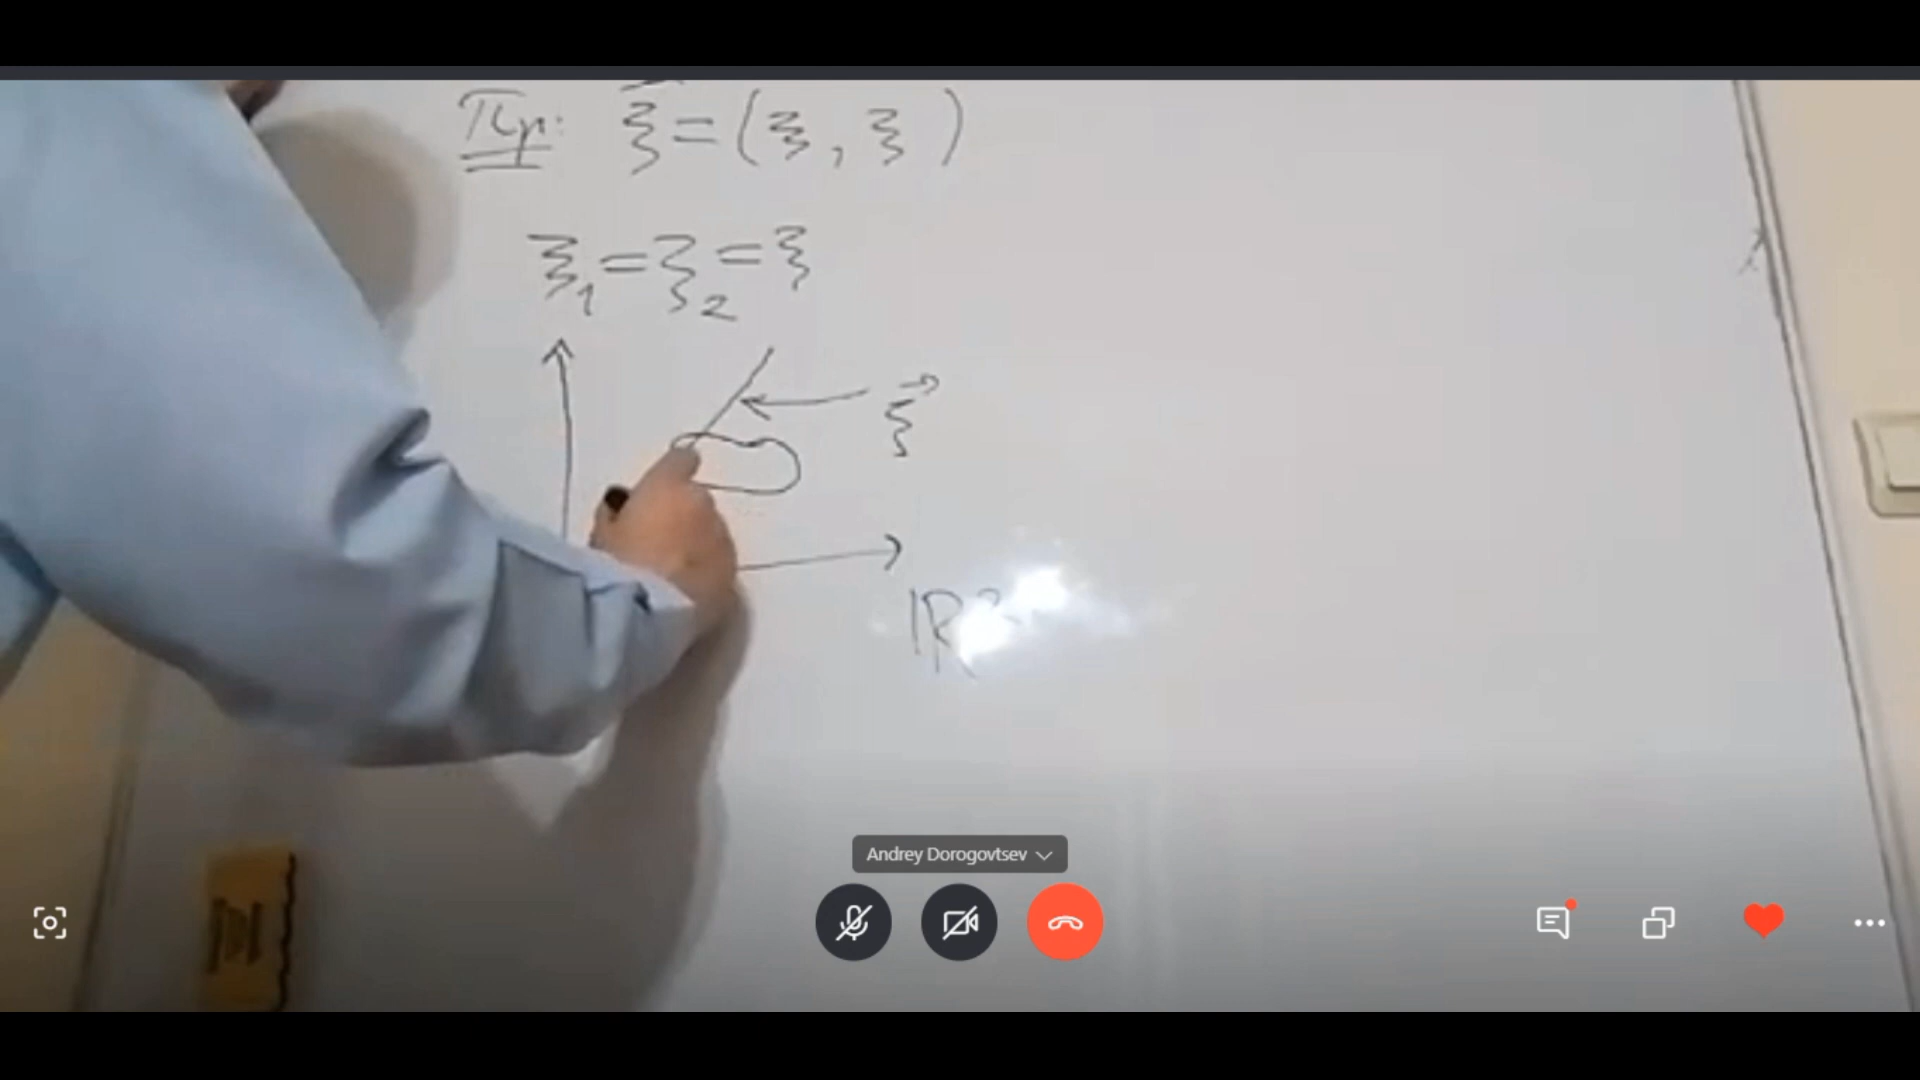 Пр: ξ⃗ = (ξ, ξ)
ξ₁ = ξ₂ = ξ
ξ⃗
ℝ²
Andrey Dorogovtsev